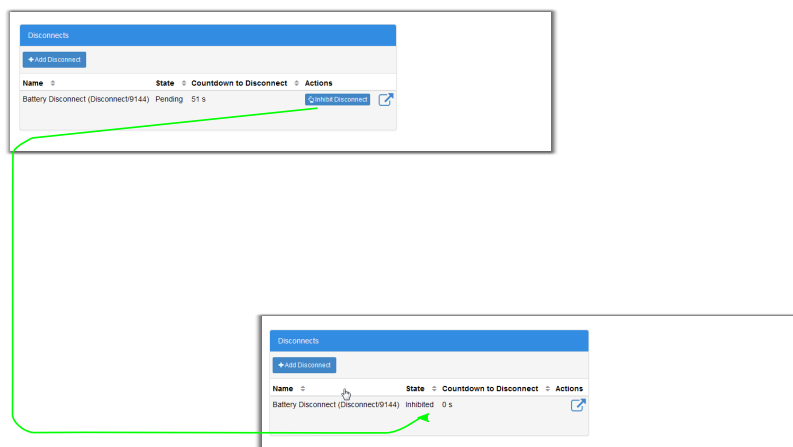 Disconnects
+Add Disconnect
Name State Countdown to Disconnect Actions
Battery Disconnect (Disconnect/9144) Pending 51 s Inhibit Disconnect
Disconnects
+Add Disconnect
Name State Countdown to Disconnect Actions
Battery Disconnect (Disconnect/9144) Inhibited 0 s